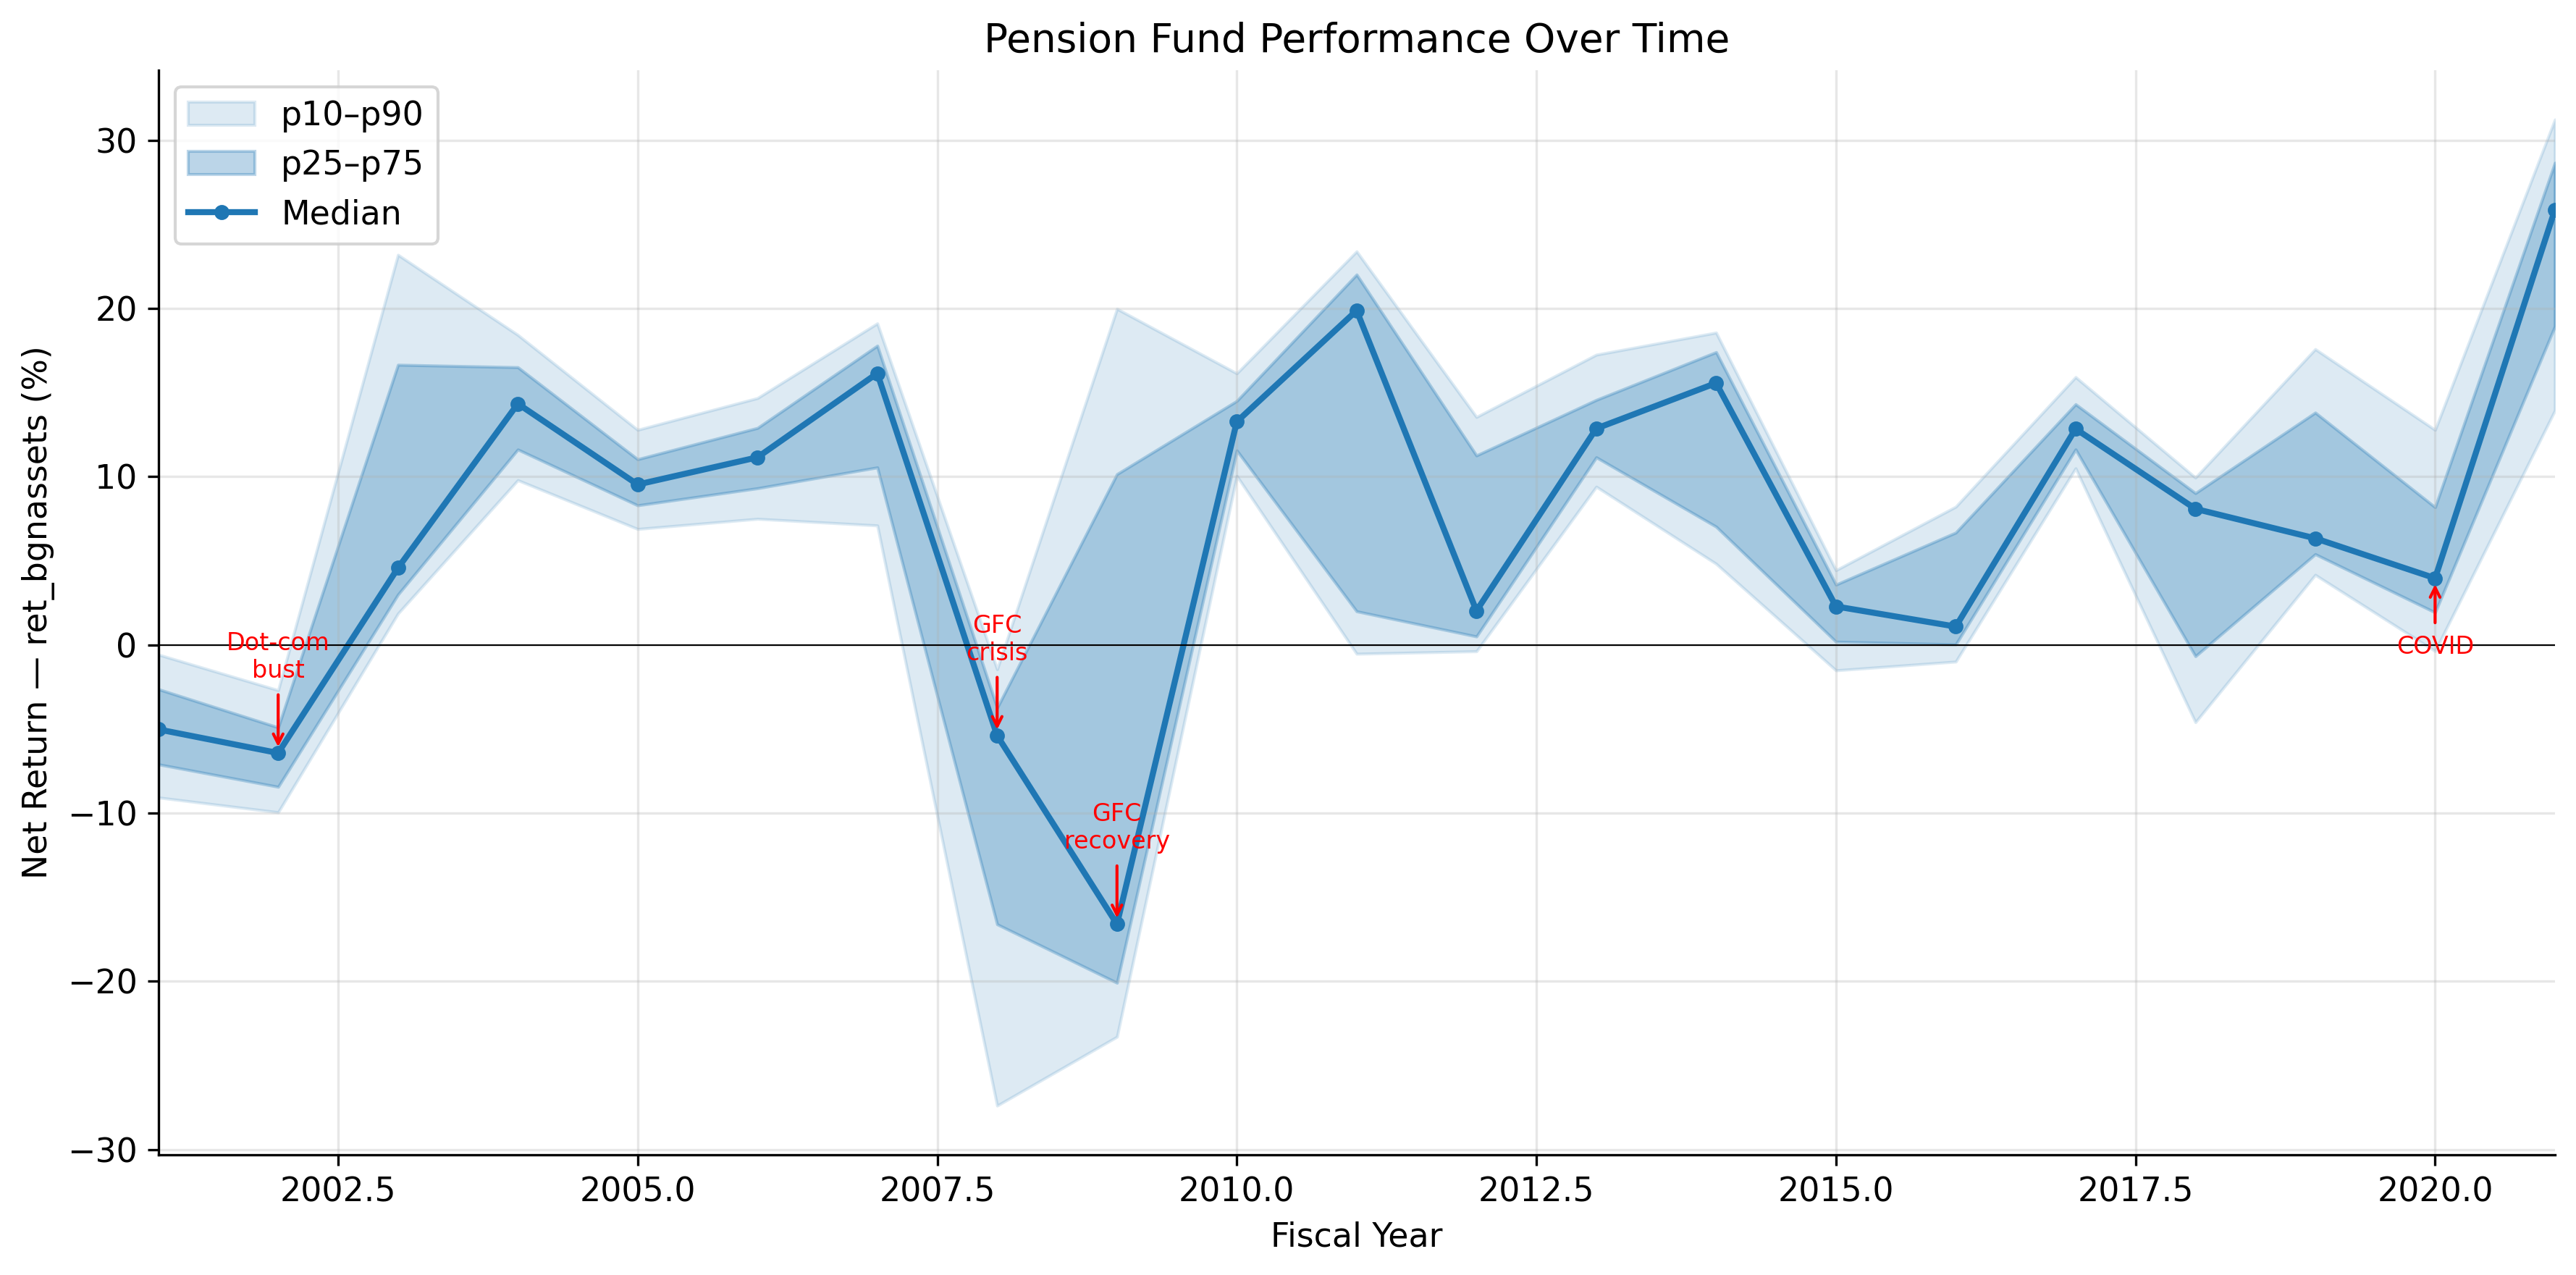 Pension Fund Performance Over Time
p10–p90
p25–p75
Median
Net Return — ret_bgnassets (%)
30
20
10
0
−10
−20
−30
Dot-com
bust
GFC
crisis
GFC
recovery
COVID
2002.5
2005.0
2007.5
2010.0
2012.5
2015.0
2017.5
2020.0
Fiscal Year